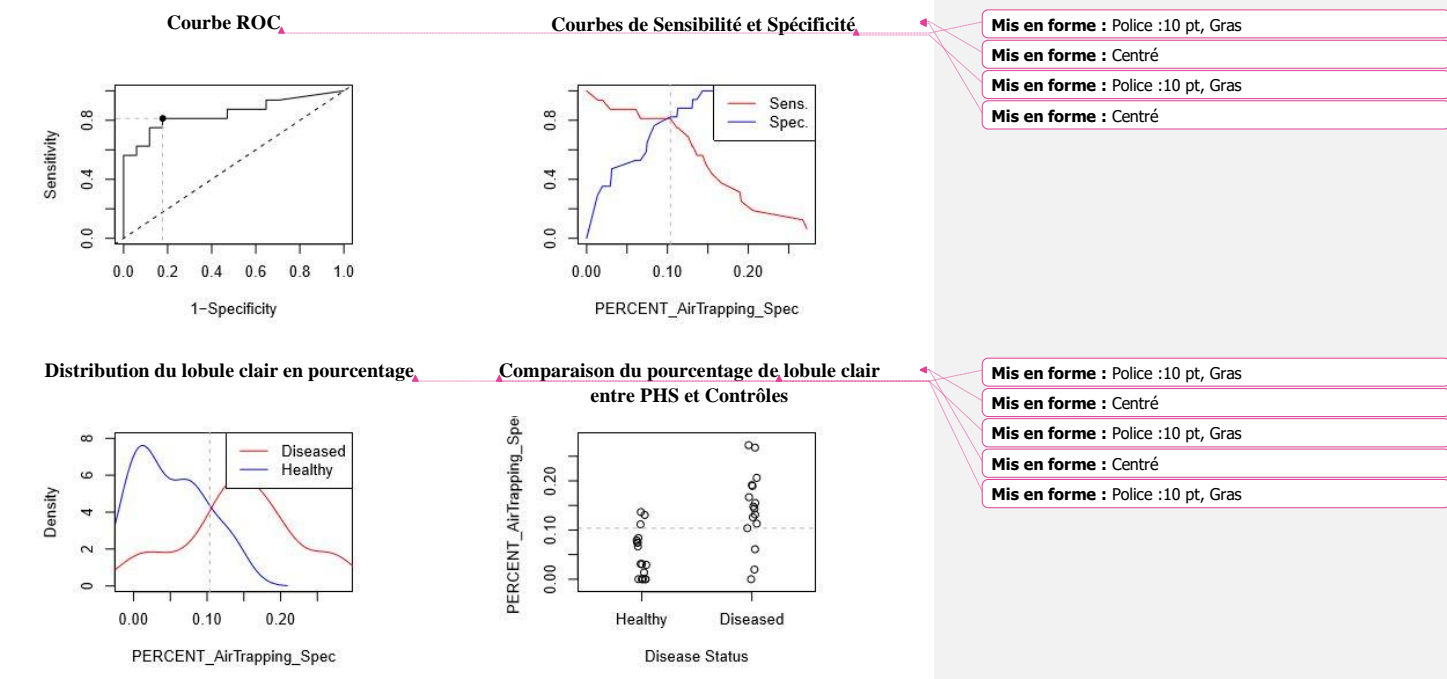 Courbe ROC
Courbes de Sensibilité et Spécificité
Mis en forme : Police :10 pt, Gras
Mis en forme : Centré
Mis en forme : Police :10 pt, Gras
Mis en forme : Centré
Sensitivity
0.0 0.4 0.8
0.0 0.2 0.4 0.6 0.8 1.0
1−Specificity
Sens.
Spec.
0.0 0.4 0.8
0.00 0.10 0.20
PERCENT_AirTrapping_Spec
Distribution du lobule clair en pourcentage
Comparaison du pourcentage de lobule clair
entre PHS et Contrôles
Mis en forme : Police :10 pt, Gras
Mis en forme : Centré
Mis en forme : Police :10 pt, Gras
Mis en forme : Centré
Mis en forme : Police :10 pt, Gras
Density
0 2 4 6 8
Diseased
Healthy
0.00 0.10 0.20
PERCENT_AirTrapping_Spec
PERCENT_AirTrapping_Spe
0.00 0.10 0.20
Healthy Diseased
Disease Status